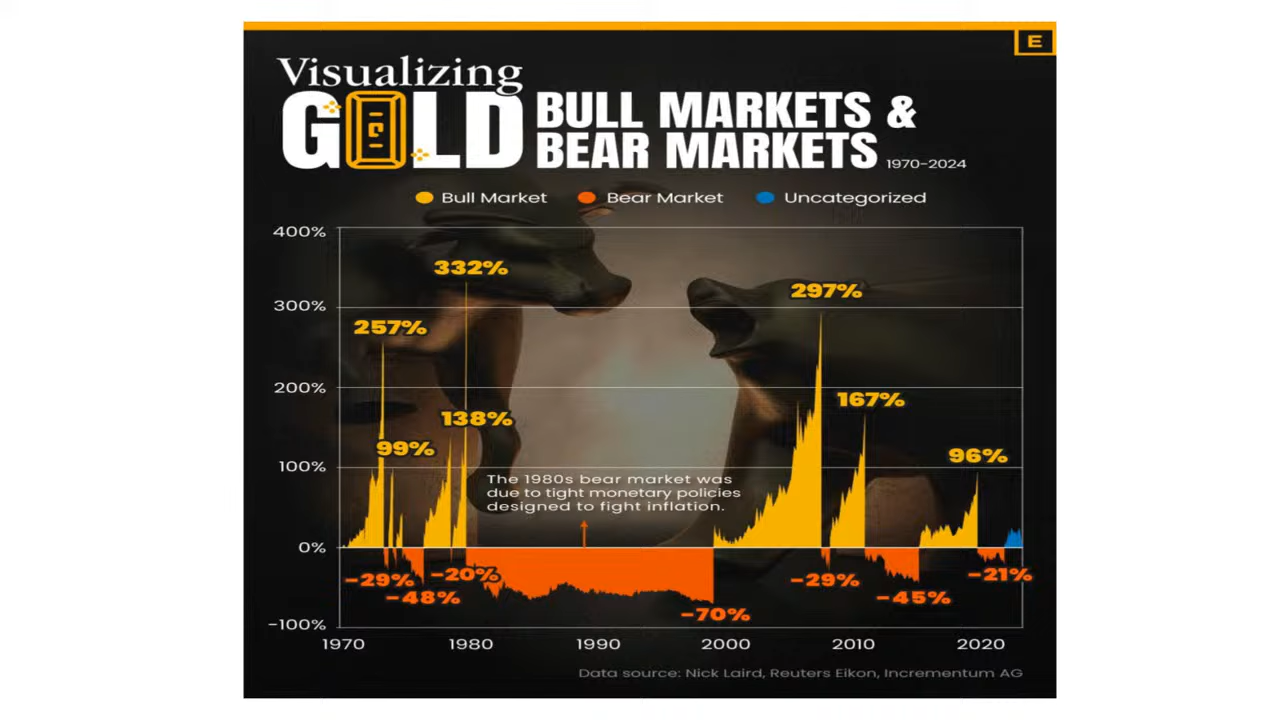 E
Visualizing
GOLD
BULL MARKETS &
BEAR MARKETS 1970–2024
Bull Market Bear Market Uncategorized
400%
332%
297%
300%
257%
200%
167%
138%
99%
96%
100%
The 1980s bear market was
due to tight monetary policies
designed to fight inflation.
0%
-29% -20% -29% -21%
-48% -45%
-70%
-100%
1970 1980 1990 2000 2010 2020
Data source: Nick Laird, Reuters Eikon, Incrementum AG